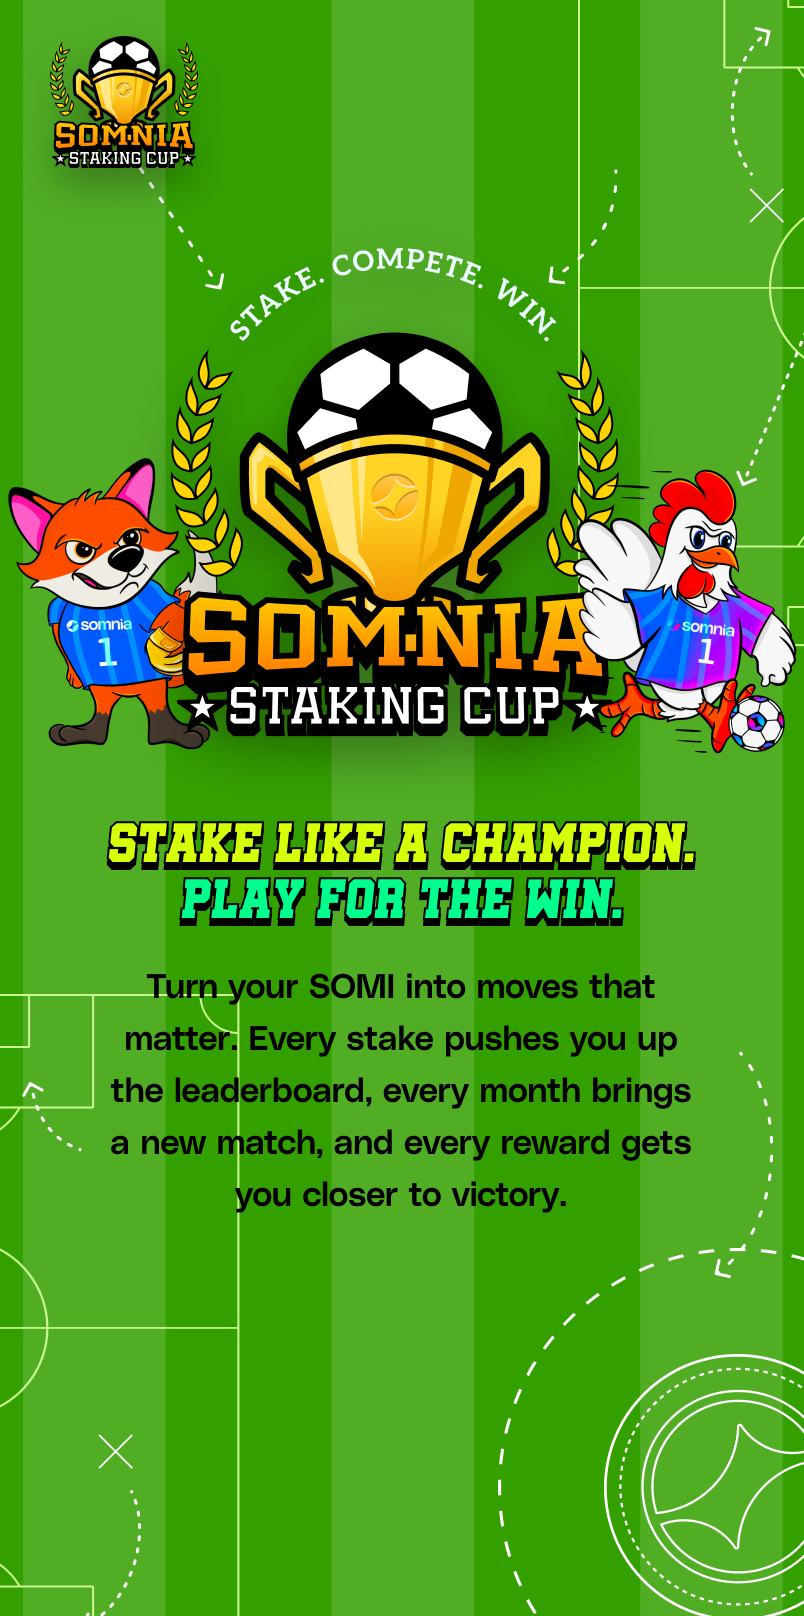 SOMNIA
STAKING CUP
STAKE. COMPETE. WIN.
somnia
1
somnia
1
SOMNIA
STAKING CUP
STAKE LIKE A CHAMPION.
PLAY FOR THE WIN.
Turn your SOMI into moves that
matter. Every stake pushes you up
the leaderboard, every month brings
a new match, and every reward gets
you closer to victory.